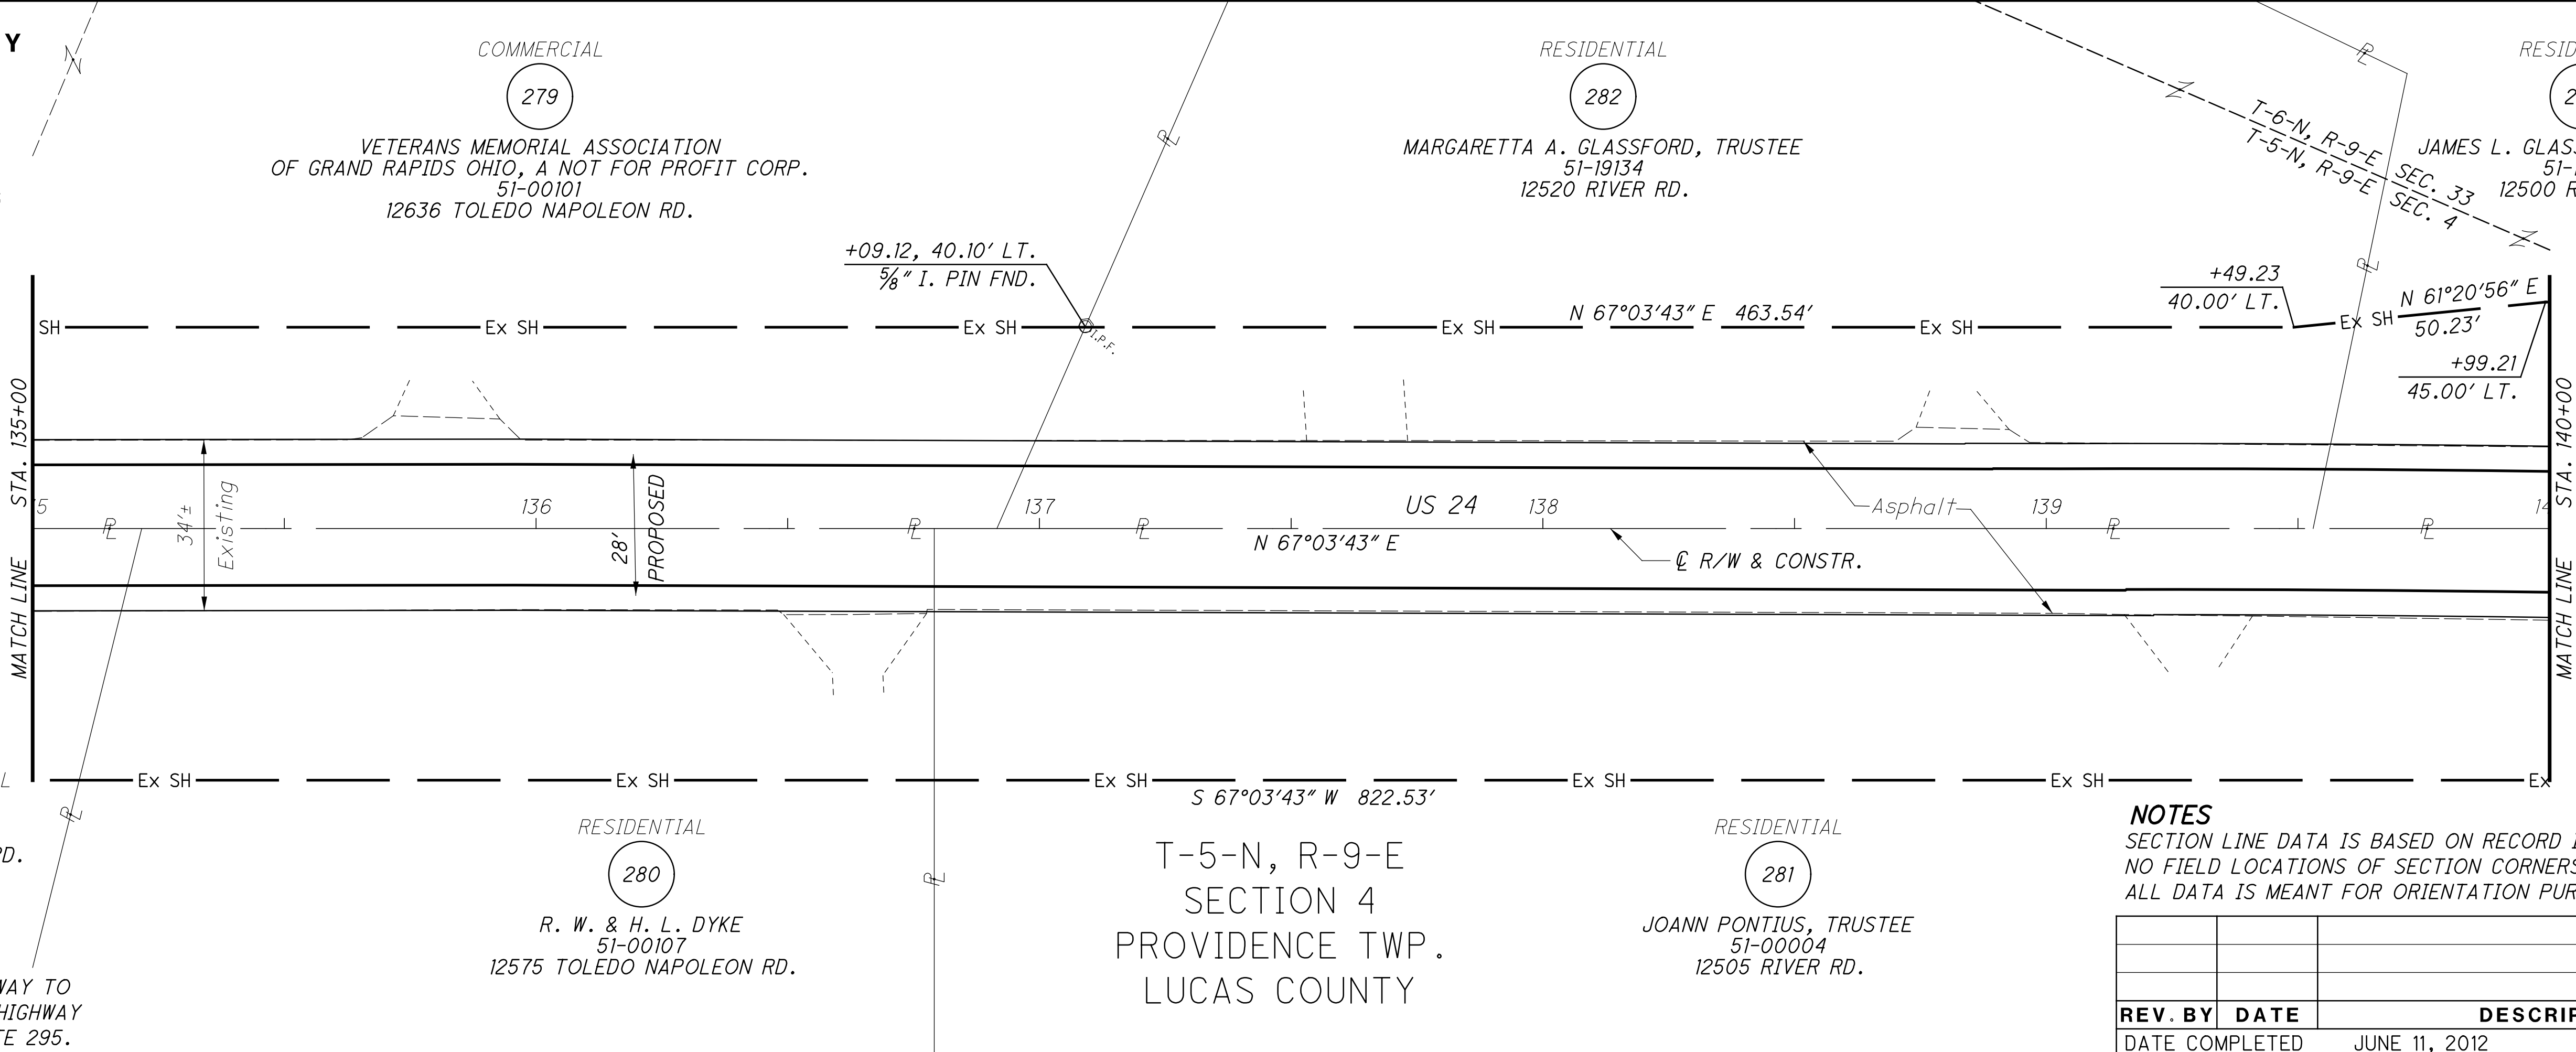 Y
COMMERCIAL
279
VETERANS MEMORIAL ASSOCIATION
OF GRAND RAPIDS OHIO, A NOT FOR PROFIT CORP.
51-00101
12636 TOLEDO NAPOLEON RD.
RESIDENTIAL
282
MARGARETTA A. GLASSFORD, TRUSTEE
51-19134
12520 RIVER RD.
T-6-N, R-9-E SEC. 33
T-5-N, R-9-E SEC. 4
JAMES L.
12500
+09.12, 40.10' LT.
5/8" I. PIN FND.
I.P.F.
+49.23
40.00' LT.
N 61°20'56" E
50.23'
+99.21
45.00' LT.
SH
Ex SH
Ex SH
Ex SH
N 67°03'43" E 463.54'
Ex SH
Ex SH
MATCH LINE STA. 135+00
34'±
Existing
28'
PROPOSED
136
137
138
139
US 24
N 67°03'43" E
Asphalt
℄ R/W & CONSTR.
MATCH LINE STA. 140+00
Ex SH
Ex SH
Ex SH
Ex SH
Ex SH
Ex
S 67°03'43" W 822.53'
RESIDENTIAL
280
R. W. & H. L. DYKE
51-00107
12575 TOLEDO NAPOLEON RD.
T-5-N, R-9-E
SECTION 4
PROVIDENCE TWP.
LUCAS COUNTY
RESIDENTIAL
281
JOANN PONTIUS, TRUSTEE
51-00004
12505 RIVER RD.
WAY TO
HIGHWAY
295.
NOTES
SECTION LINE DATA IS BASED ON RECORD
NO FIELD LOCATIONS OF SECTION CORNERS
ALL DATA IS MEANT FOR ORIENTATION
REV. BY DATE
DATE COMPLETED JUNE 11, 2012